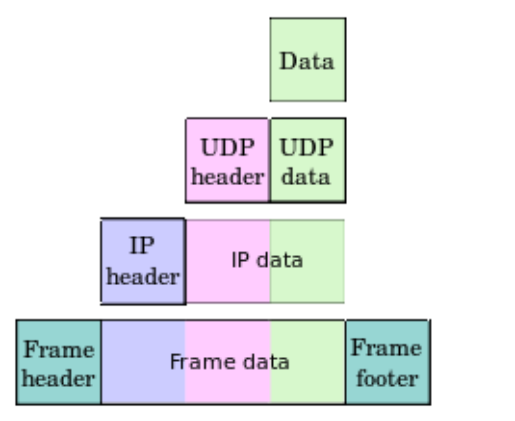 Data
UDP
header
UDP
data
IP
header
IP data
Frame
header
Frame data
Frame
footer